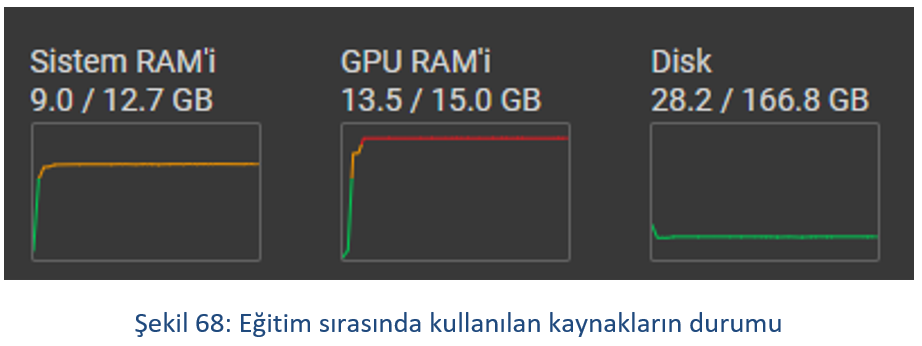 Sistem RAM'i
9.0 / 12.7 GB
GPU RAM'i
13.5 / 15.0 GB
Disk
28.2 / 166.8 GB
Şekil 68: Eğitim sırasında kullanılan kaynakların durumu